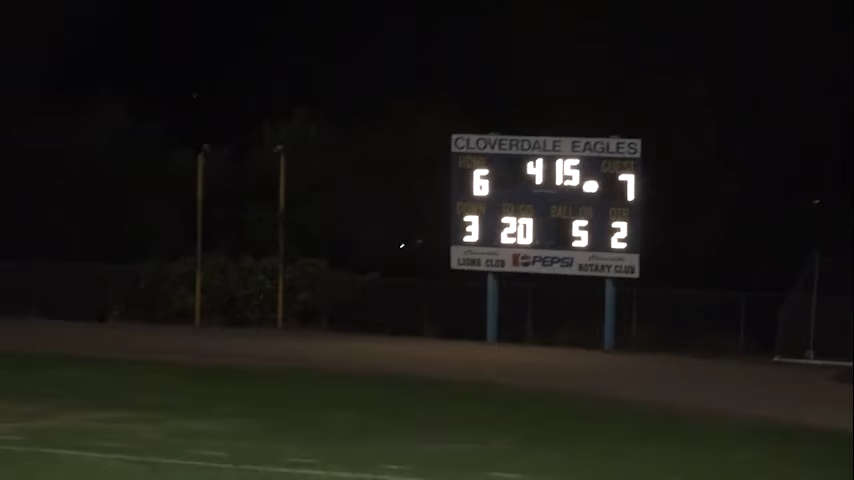 CLOVERDALE EAGLES
HOME 4 15 GUEST
6 7
DOWN TO GO BALL ON QTR
3 20 5 2
LIONS CLUB PEPSI ROTARY CLUB